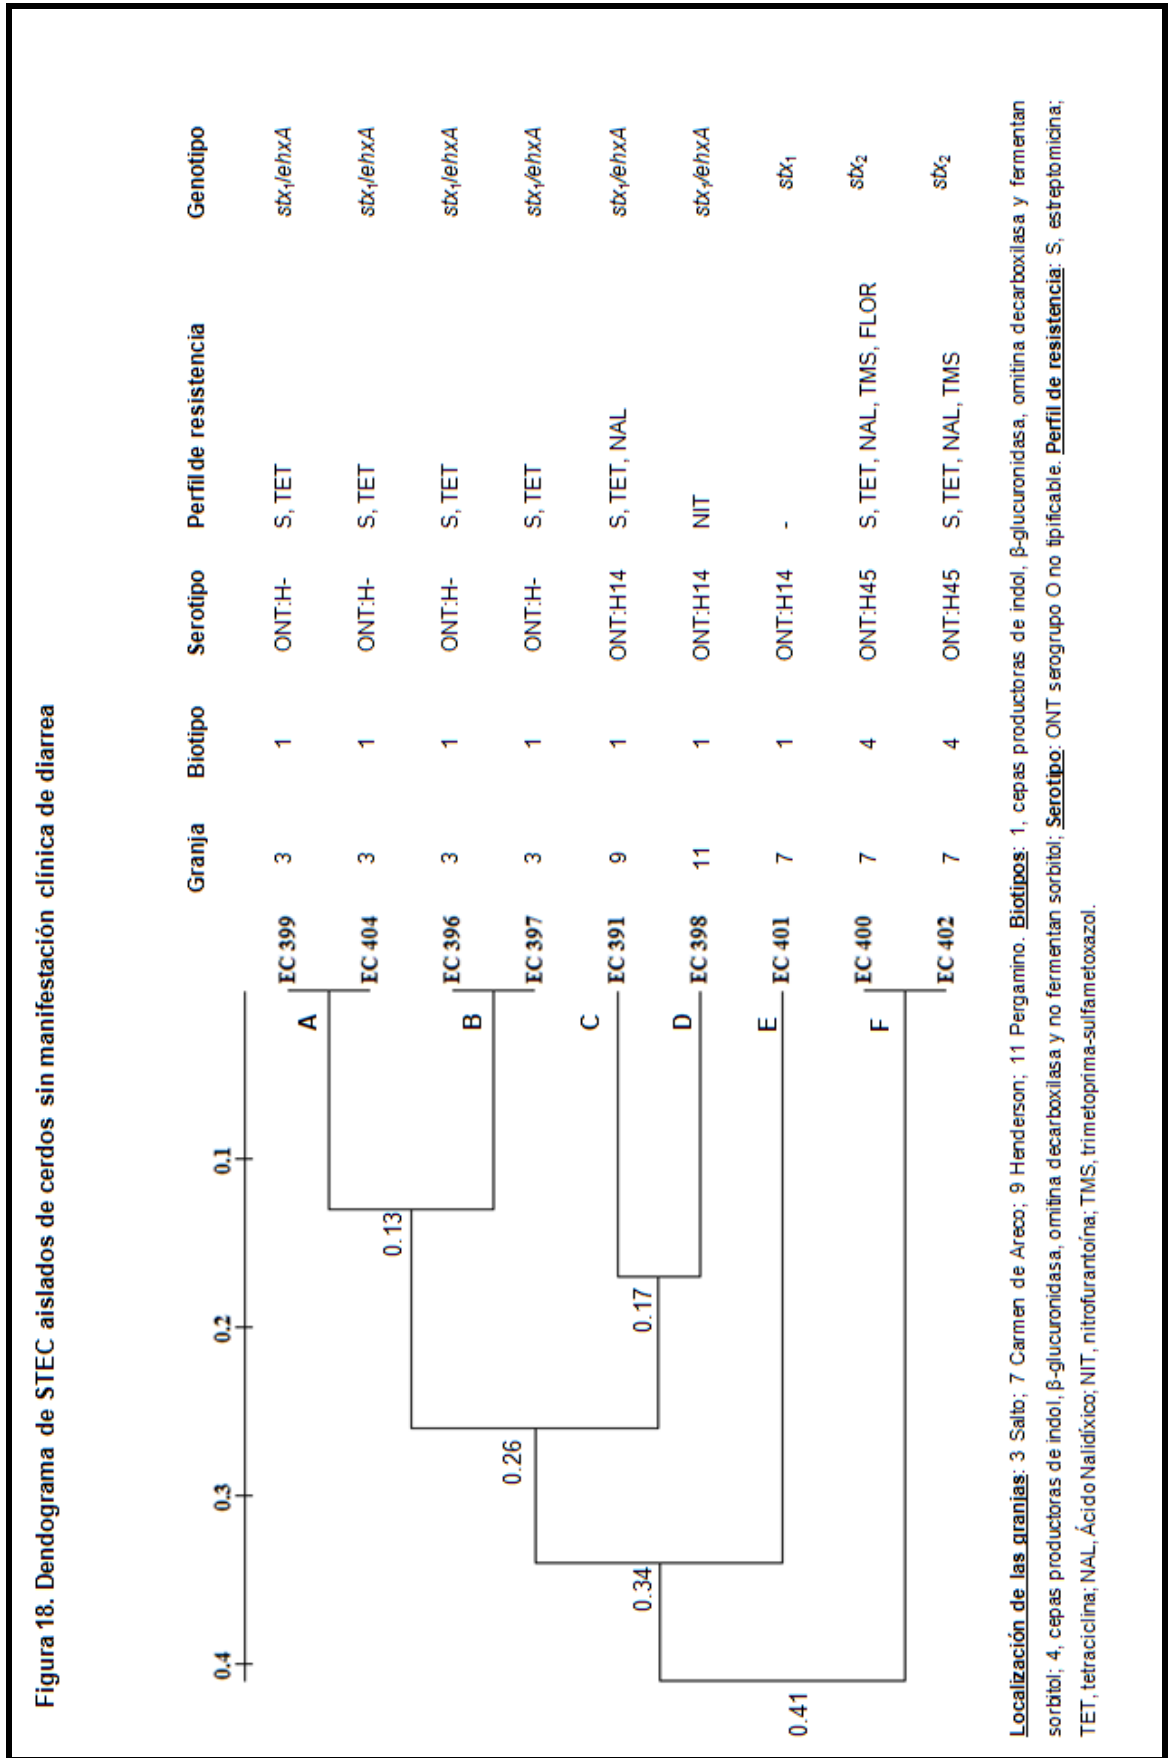 Figura 18. Dendograma de STEC aislados de cerdos sin manifestación clínica de diarrea
0.4 0.3 0.2 0.1
Granja Biotipo Serotipo Perfil de resistencia Genotipo
A EC 399 3 1 ONT:H- S, TET stx1/ehxA
EC 404 3 1 ONT:H- S, TET stx1/ehxA
0.13
B EC 396 3 1 ONT:H- S, TET stx1/ehxA
EC 397 3 1 ONT:H- S, TET stx1/ehxA
0.26
C EC 391 9 1 ONT:H14 S, TET, NAL stx1/ehxA
0.34 0.17
D EC 398 11 1 ONT:H14 NIT stx1/ehxA
E EC 401 7 1 ONT:H14 - stx1
0.41
F EC 400 7 4 ONT:H45 S, TET, NAL, TMS, FLOR stx2
EC 402 7 4 ONT:H45 S, TET, NAL, TMS stx2
Localización de las granjas: 3 Salto; 7 Carmen de Areco; 9 Henderson; 11 Pergamino. Biotipos: 1, cepas productoras de indol, β-glucuronidasa, ornitina decarboxilasa y fermentan
sorbitol; 4, cepas productoras de indol, β-glucuronidasa, ornitina decarboxilasa y no fermentan sorbitol; Serotipo: ONT serogrupo O no tipificable. Perfil de resistencia: S, estreptomicina;
TET, tetraciclina; NAL, Ácido Nalidíxico; NIT, nitrofurantoína; TMS, trimetoprima-sulfametoxazol.